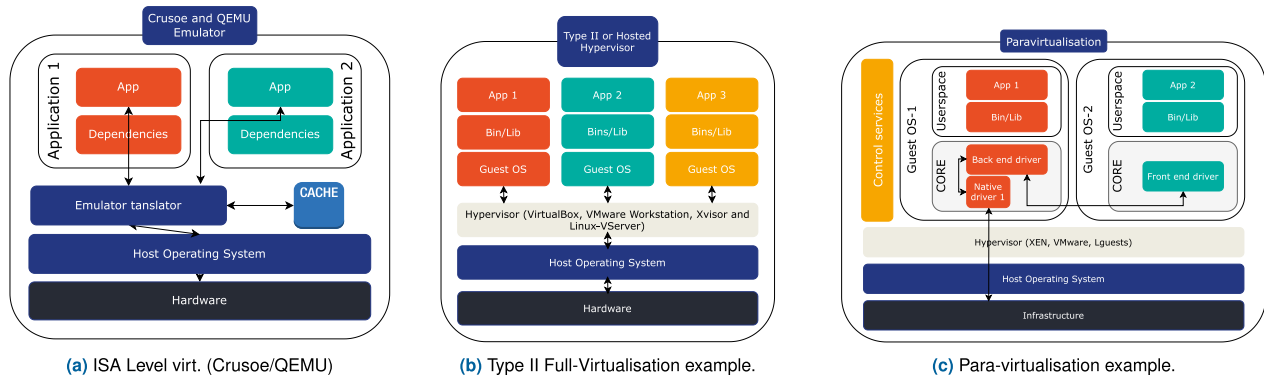 Crusoe and QEMU
Emulator
Application 1
App
Dependencies
App
Dependencies
Application 2
Emulator tanslator
CACHE
Host Operating System
Hardware
(a) ISA Level virt. (Crusoe/QEMU)
Type II or Hosted
Hypervisor
App 1
App 2
App 3
Bin/Lib
Bins/Lib
Bins/Lib
Guest OS
Guest OS
Guest OS
Hypervisor (VirtualBox, VMware Workstation, Xvisor and
Linux-VServer)
Host Operating System
Hardware
(b) Type II Full-Virtualisation example.
Paravirtualisation
Control services
Guest OS-1
Userspace
App 1
Bin/Lib
CORE
Back end driver
Native
driver 1
Guest OS-2
Userspace
App 2
Bin/Lib
CORE
Front end driver
Hypervisor (XEN, VMware, Lguests)
Host Operating System
Infrastructure
(c) Para-virtualisation example.